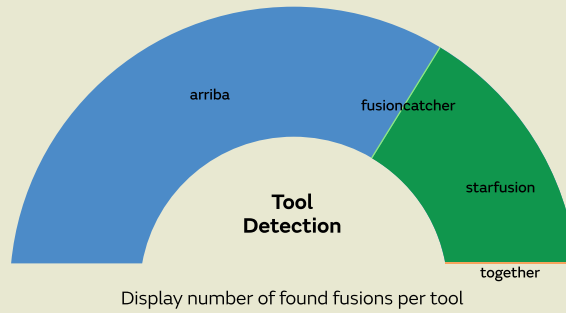 arriba
fusioncatcher
starfusion
Tool
Detection
together
Display number of found fusions per tool